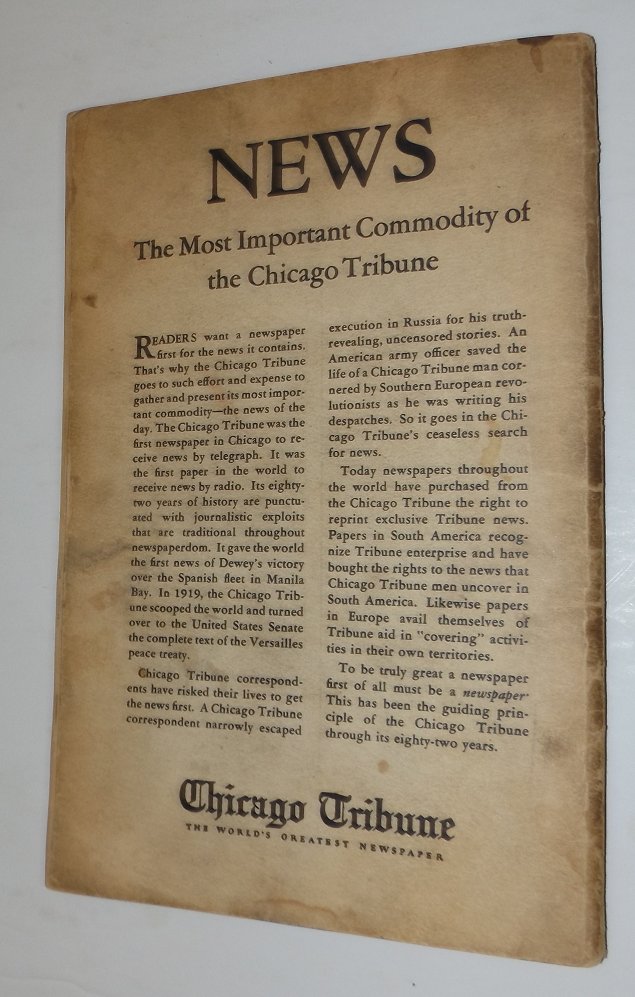 NEWS
The Most Important Commodity of
the Chicago Tribune
READERS want a newspaper
first for the news it contains.
That's why the Chicago Tribune
goes to such effort and expense to
gather and present its most impor-
tant commodity—the news of the
day. The Chicago Tribune was the
first newspaper in Chicago to re-
ceive news by telegraph. It was
the first paper in the world to
receive news by radio. Its eighty-
two years of history are punctu-
ated with journalistic exploits
that are traditional throughout
newspaperdom. It gave the world
the first news of Dewey's victory
over the Spanish fleet in Manila
Bay. In 1919, the Chicago Trib-
une scooped the world and turned
over to the United States Senate
the complete text of the Versailles
peace treaty.
Chicago Tribune correspond-
ents have risked their lives to get
the news first. A Chicago Tribune
correspondent narrowly escaped
execution in Russia for his truth-
revealing, uncensored stories. An
American army officer saved the
life of a Chicago Tribune man cor-
nered by Southern European revo-
lutionists as he was writing his
despatches. So it goes in the Chi-
cago Tribune's ceaseless search
for news.
Today newspapers throughout
the world have purchased from
the Chicago Tribune the right to
reprint exclusive Tribune news.
Papers in South America recog-
nize Tribune enterprise and have
bought the rights to the news that
Chicago Tribune men uncover in
South America. Likewise papers
in Europe avail themselves of
Tribune aid in "covering" activi-
ties in their own territories.
To be truly great a newspaper
first of all must be a newspaper.
This has been the guiding prin-
ciple of the Chicago Tribune
through its eighty-two years.
Chicago Tribune
THE WORLD'S GREATEST NEWSPAPER